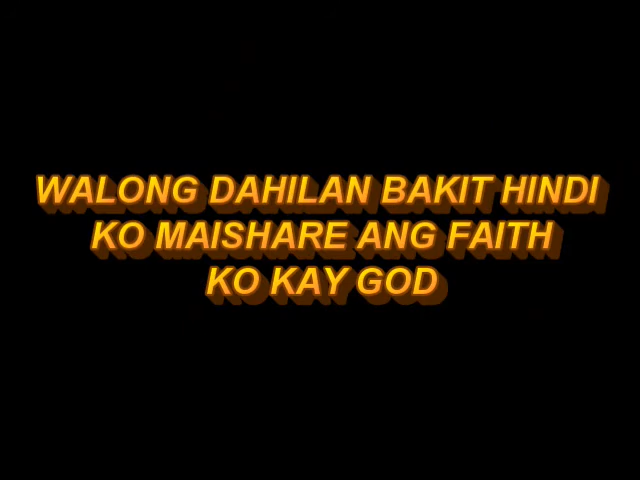 WALONG DAHILAN BAKIT HINDI
KO MAISHARE ANG FAITH
KO KAY GOD